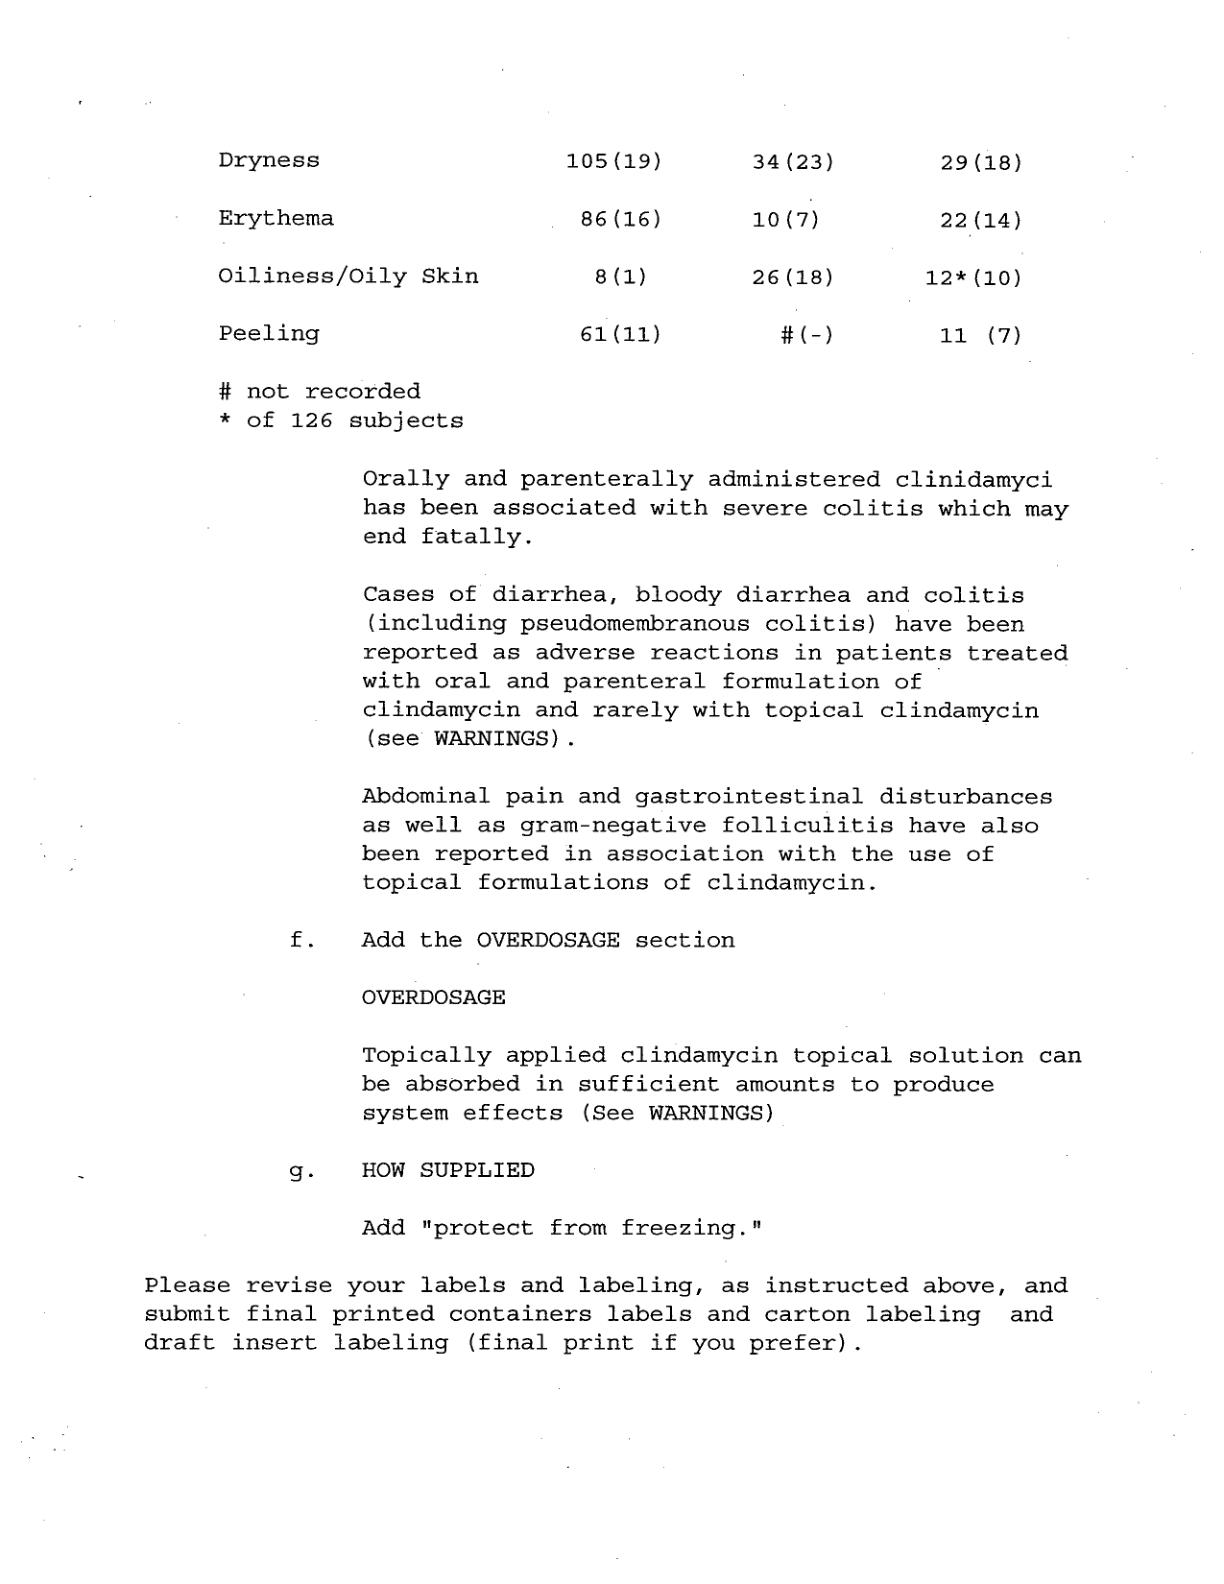 Dryness 105(19) 34(23) 29(18)
Erythema 86(16) 10(7) 22(14)
Oiliness/Oily Skin 8(1) 26(18) 12*(10)
Peeling 61(11) #(-) 11 (7)
# not recorded
* of 126 subjects
Orally and parenterally administered clinidamyci
has been associated with severe colitis which may
end fatally.
Cases of diarrhea, bloody diarrhea and colitis
(including pseudomembranous colitis) have been
reported as adverse reactions in patients treated
with oral and parenteral formulation of
clindamycin and rarely with topical clindamycin
(see WARNINGS).
Abdominal pain and gastrointestinal disturbances
as well as gram-negative folliculitis have also
been reported in association with the use of
topical formulations of clindamycin.
f. Add the OVERDOSAGE section
OVERDOSAGE
Topically applied clindamycin topical solution can
be absorbed in sufficient amounts to produce
system effects (See WARNINGS)
g. HOW SUPPLIED
Add "protect from freezing."
Please revise your labels and labeling, as instructed above, and
submit final printed containers labels and carton labeling and
draft insert labeling (final print if you prefer).